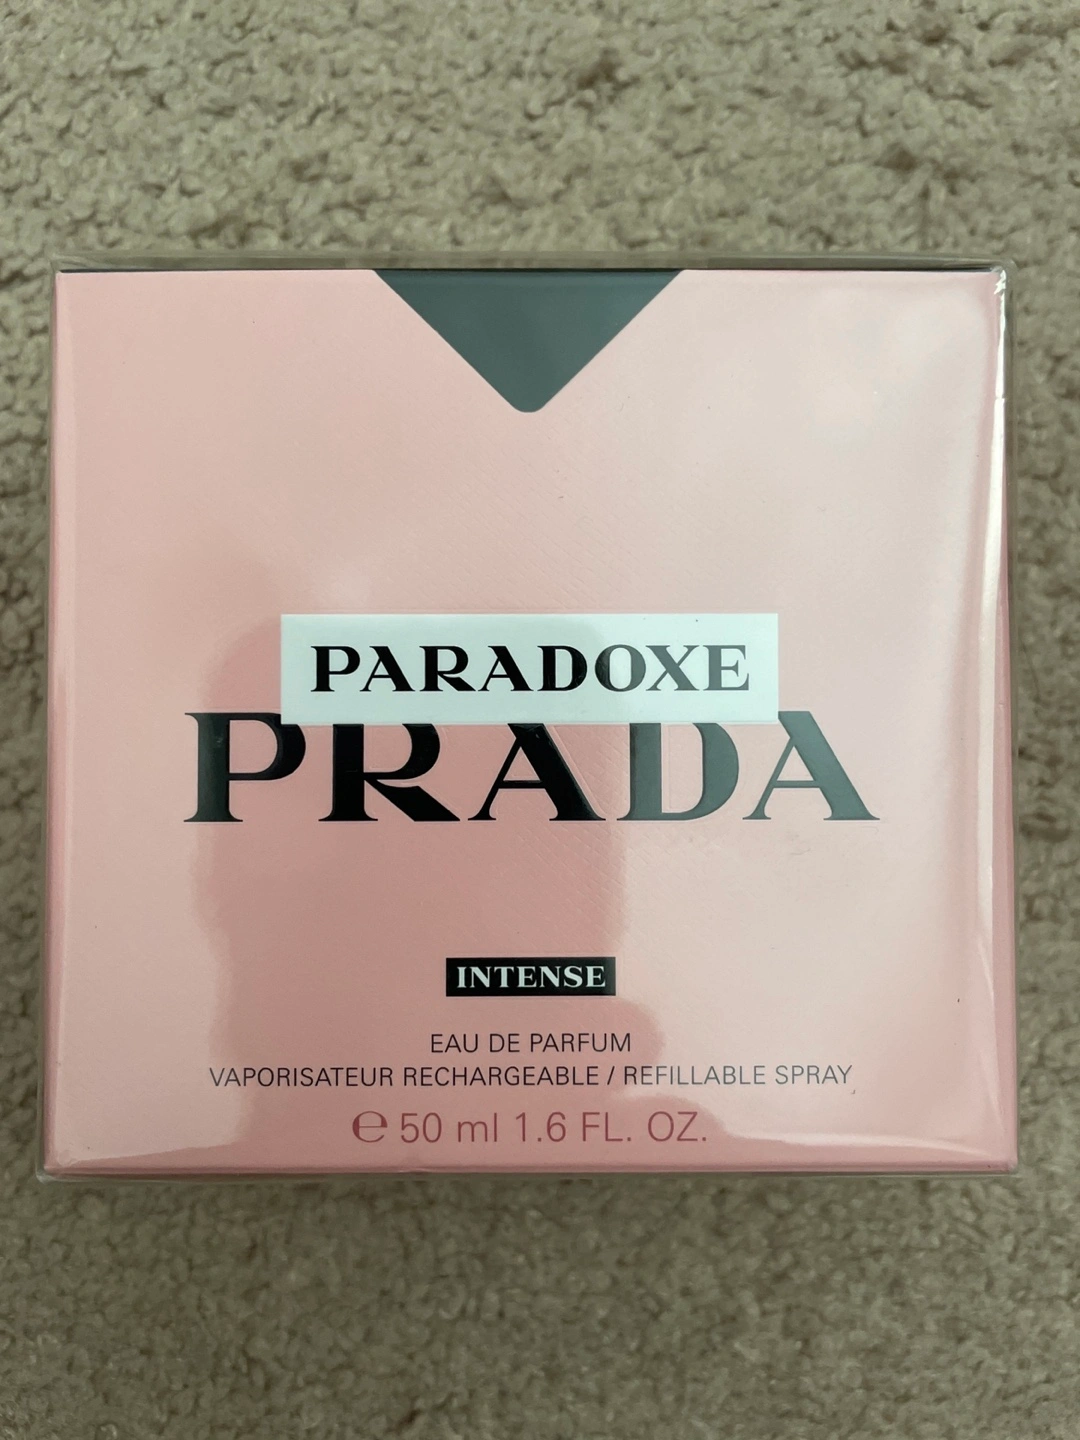 PARADOXE
PRADA
INTENSE
EAU DE PARFUM
VAPORISATEUR RECHARGEABLE / REFILLABLE SPRAY
℮ 50 ml 1.6 FL. OZ.